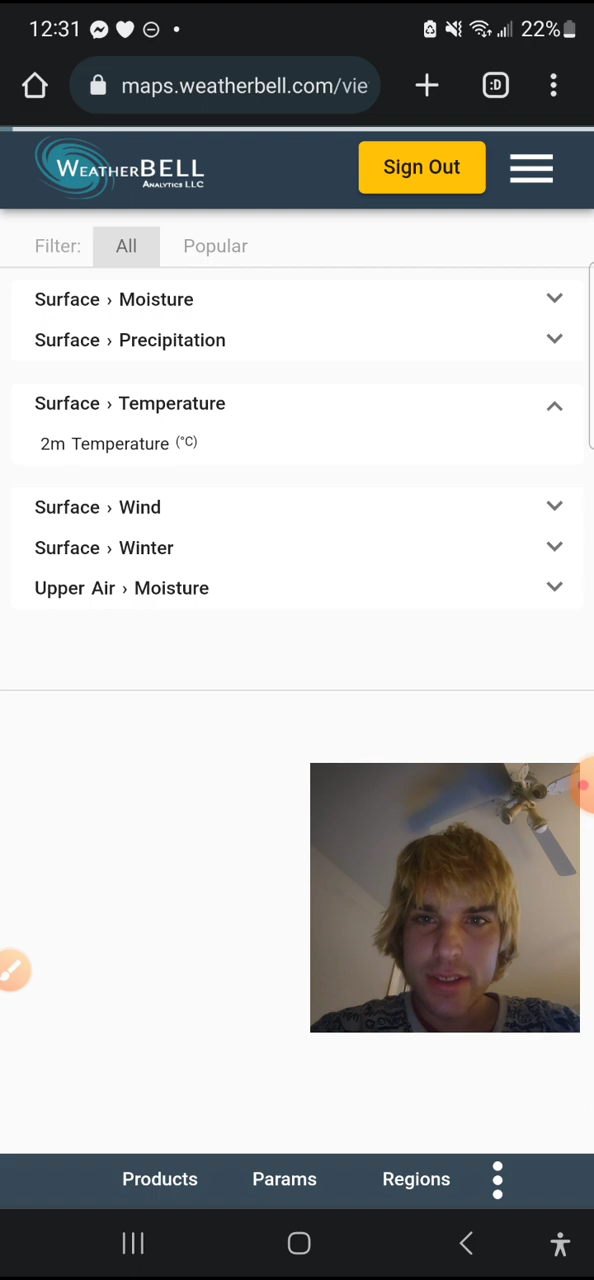 12:31
22%
maps.weatherbell.com/vie
:D
WEATHERBELL
ANALYTICS LLC
Sign Out
Filter: All Popular
Surface › Moisture
Surface › Precipitation
Surface › Temperature
2m Temperature (°C)
Surface › Wind
Surface › Winter
Upper Air › Moisture
Products Params Regions